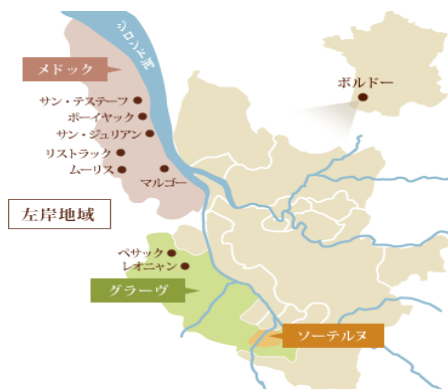 ジロンド河
メドック
ボルドー
サン・テステーフ
ポーイヤック
サン・ジュリアン
リストラック
ムーリス
マルゴー
左岸地域
ペサック
レオニャン
グラーヴ
ソーテルヌ